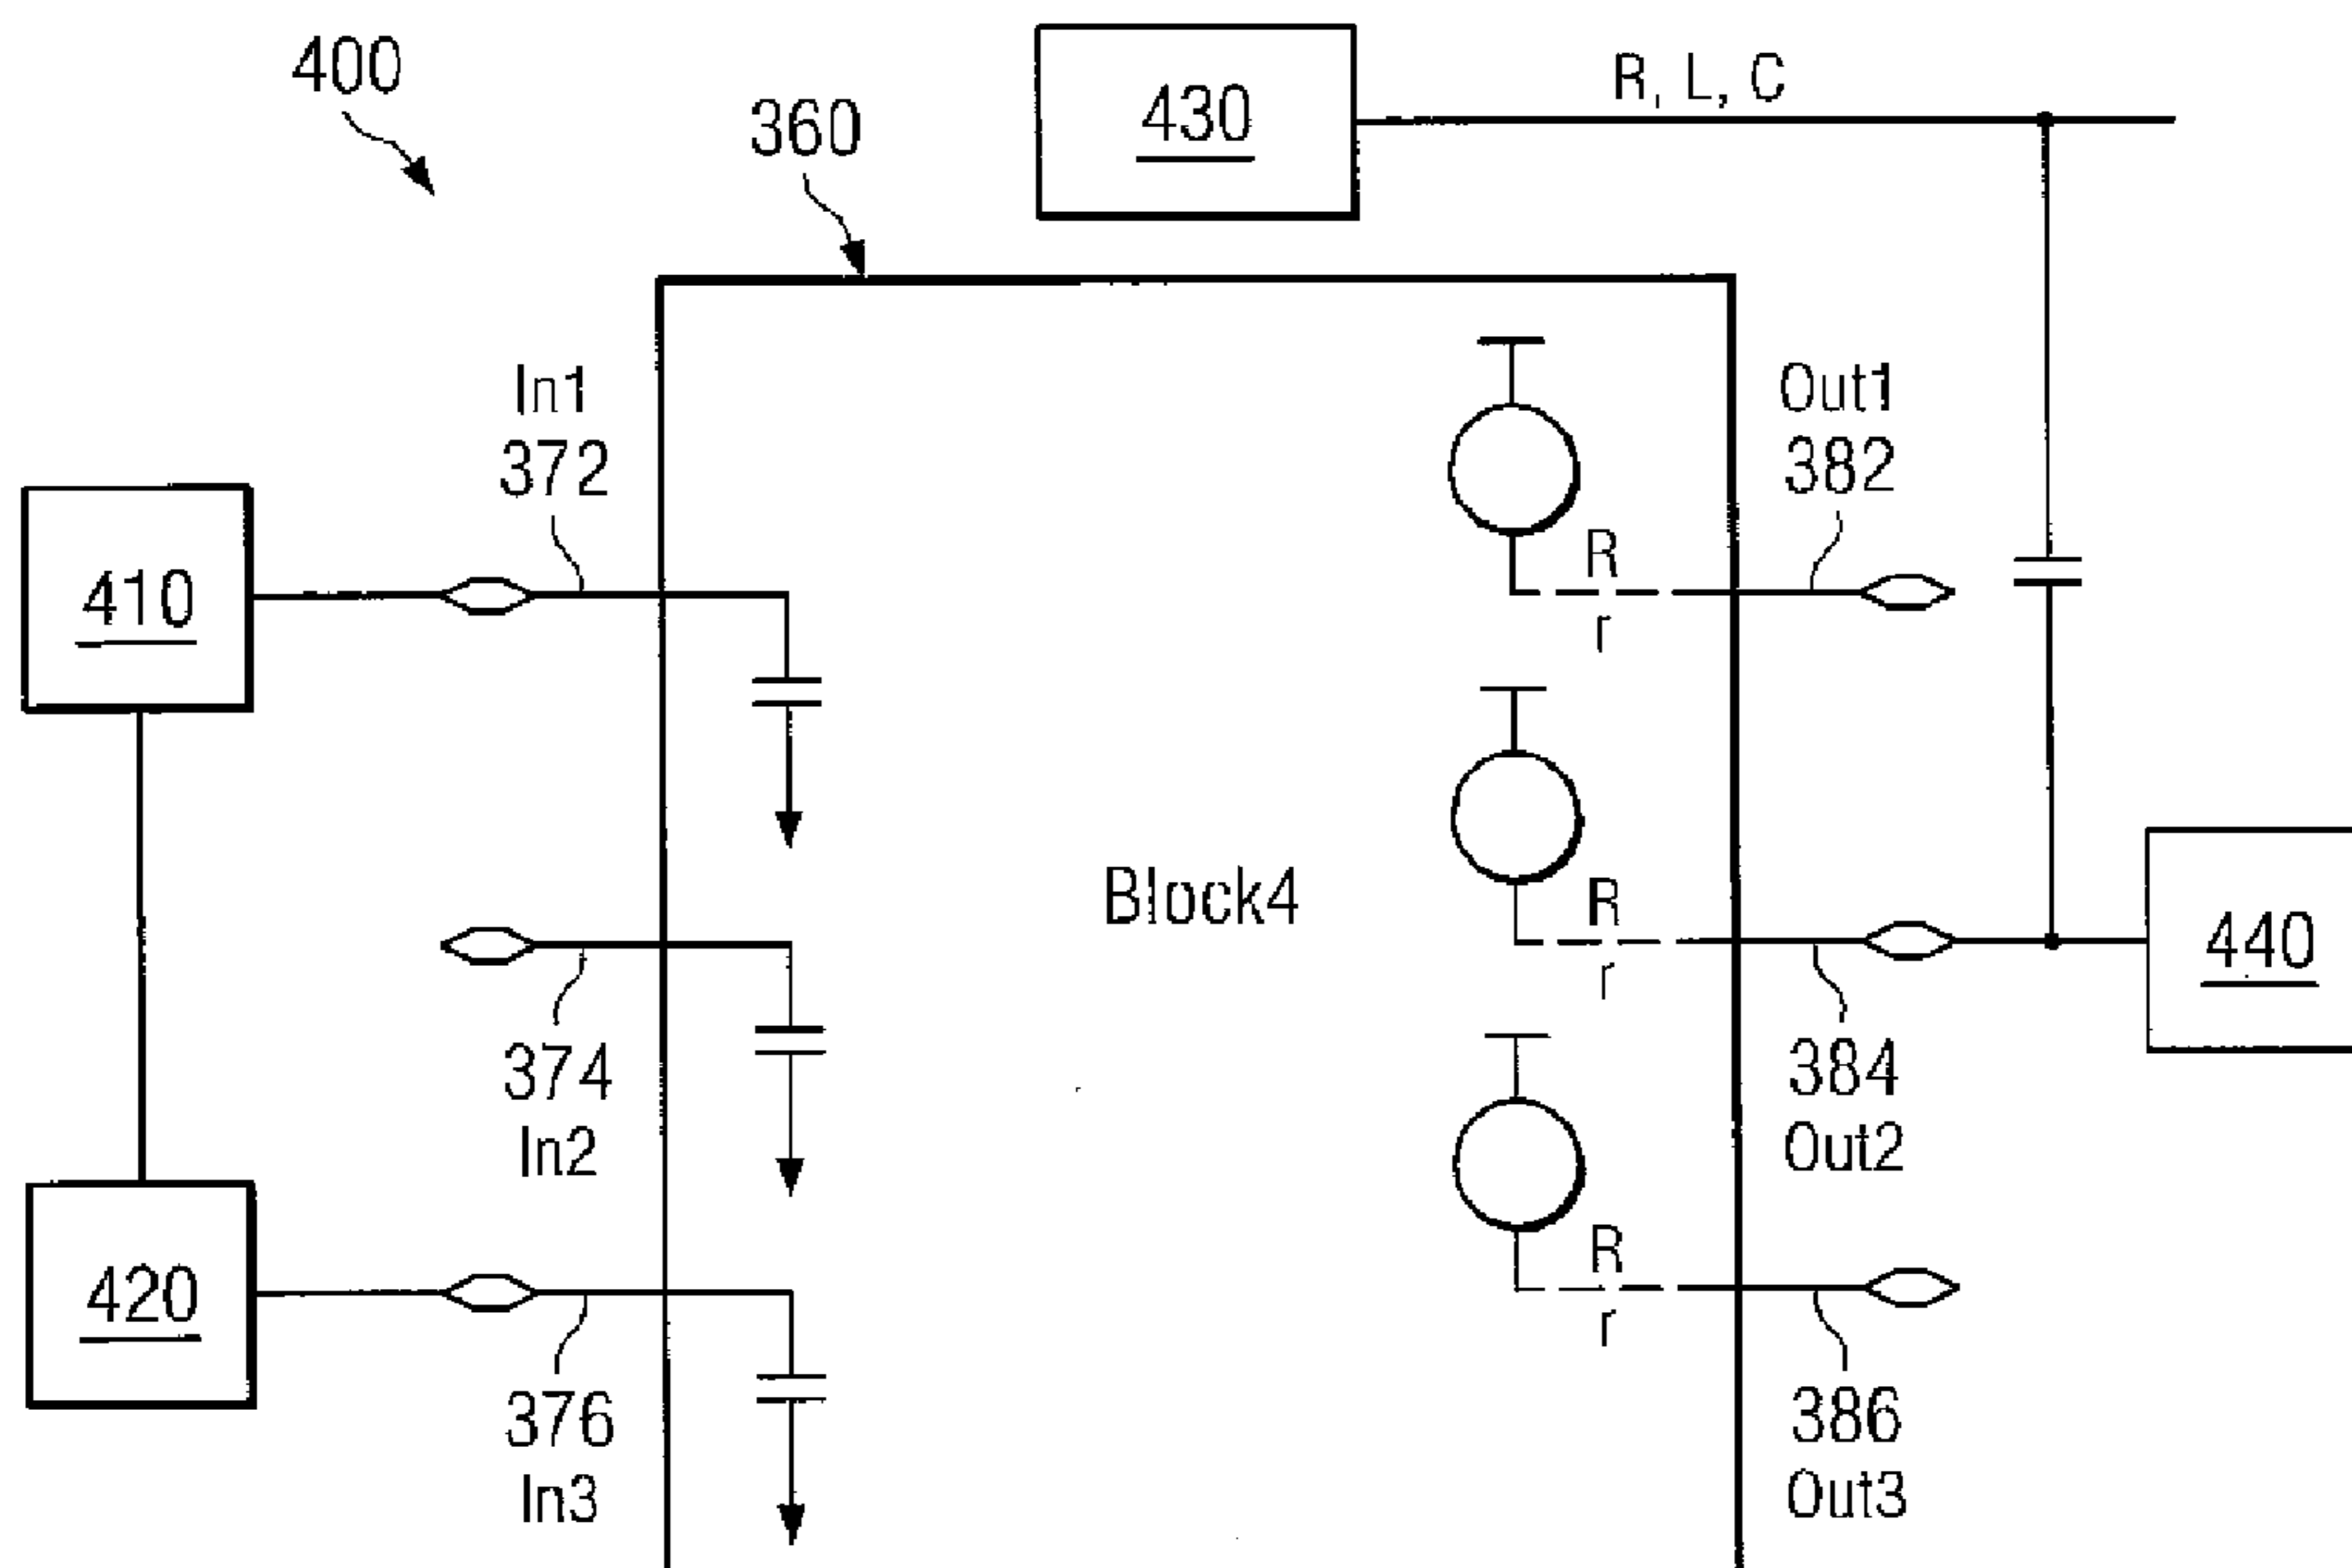 400
360
430
R, L, C
In1
372
Out1
382
R
r
410
Block4
R
r
440
374
In2
384
Out2
420
R
r
376
In3
386
Out3